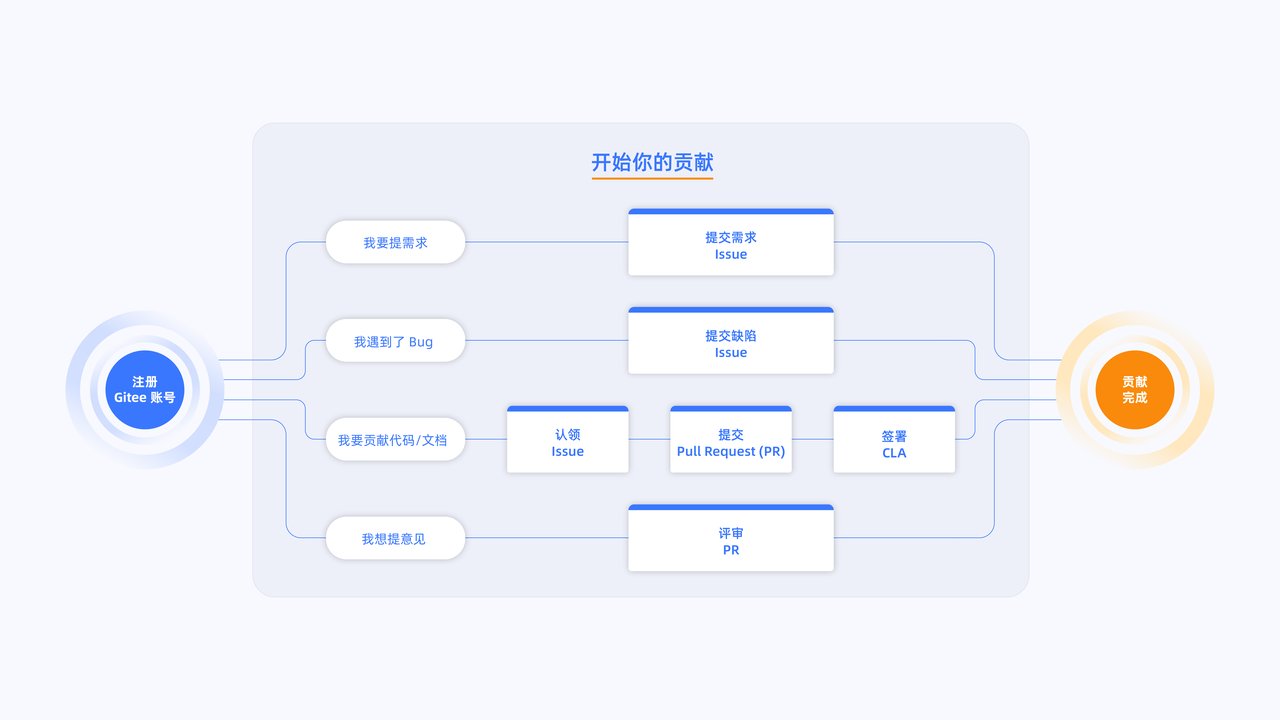 开始你的贡献
注册
Gitee 账号
我要提需求
提交需求
Issue
我遇到了 Bug
提交缺陷
Issue
我要贡献代码/文档
认领
Issue
提交
Pull Request (PR)
签署
CLA
我想提意见
评审
PR
贡献
完成